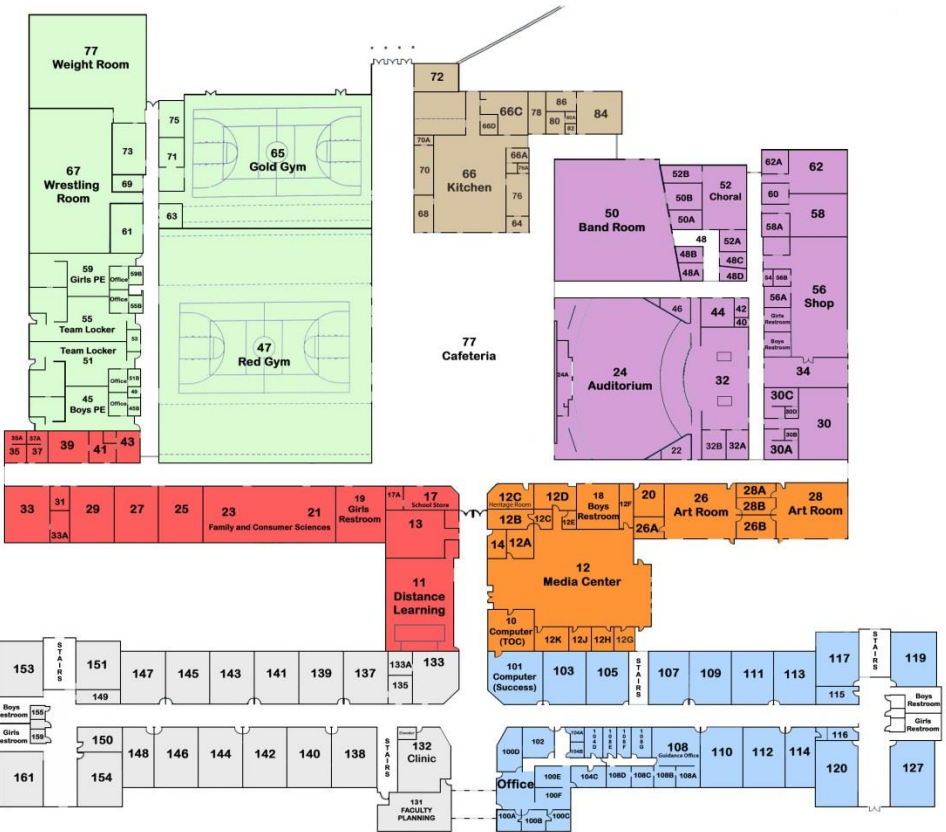 77
Weight Room
72
75
66C
66D
78
86
80
80A
82
84
73
71
65
Gold Gym
67
Wrestling
Room
70A
66A
76A
70
66
Kitchen
76
62A
62
52B
52
Choral
50B
60
69
63
68
64
50
Band Room
50A
58A
58
61
48
52A
48B
48C
48A
48D
59
Girls PE
Office
59B
Office
55B
54
56B
56
Shop
56A
55
Team Locker
53
46
44
42
40
Girls
Restroom
Boys
Restroom
Team Locker
51
47
Red Gym
77
Cafeteria
24A
24
Auditorium
32
34
Office
51B
49
45
Boys PE
Office
45B
30C
30D
30
30B
30A
35A
37A
35
37
39
41
43
22
32B
32A
33
31
33A
29
27
25
23
21
Family and Consumer Sciences
19
Girls
Restroom
17A
17
School Store
13
12C
Heritage Room
12D
18
Boys
Restroom
12F
20
26
Art Room
28A
28B
26B
28
Art Room
12B
12C
12E
26A
14
12A
11
Distance
Learning
12
Media Center
10
Computer
(TOC)
12K
12J
12H
12G
153
STAIRS
151
149
147
145
143
141
139
137
133A
135
133
101
Computer
(Success)
103
105
STAIRS
107
109
111
113
117
115
STAIRS
119
Boys
Restroom
155
Girls
Restroom
159
Boys
Restroom
Girls
Restroom
161
150
154
148
146
144
142
140
138
STAIRS
132
Clinic
131
FACULTY
PLANNING
100D
102
104A
104B
104D
108E
108F
108G
108
Guidance Office
110
112
114
116
120
127
Office
100E
104C
108D
108C
108B
108A
100F
100A
100B
100C